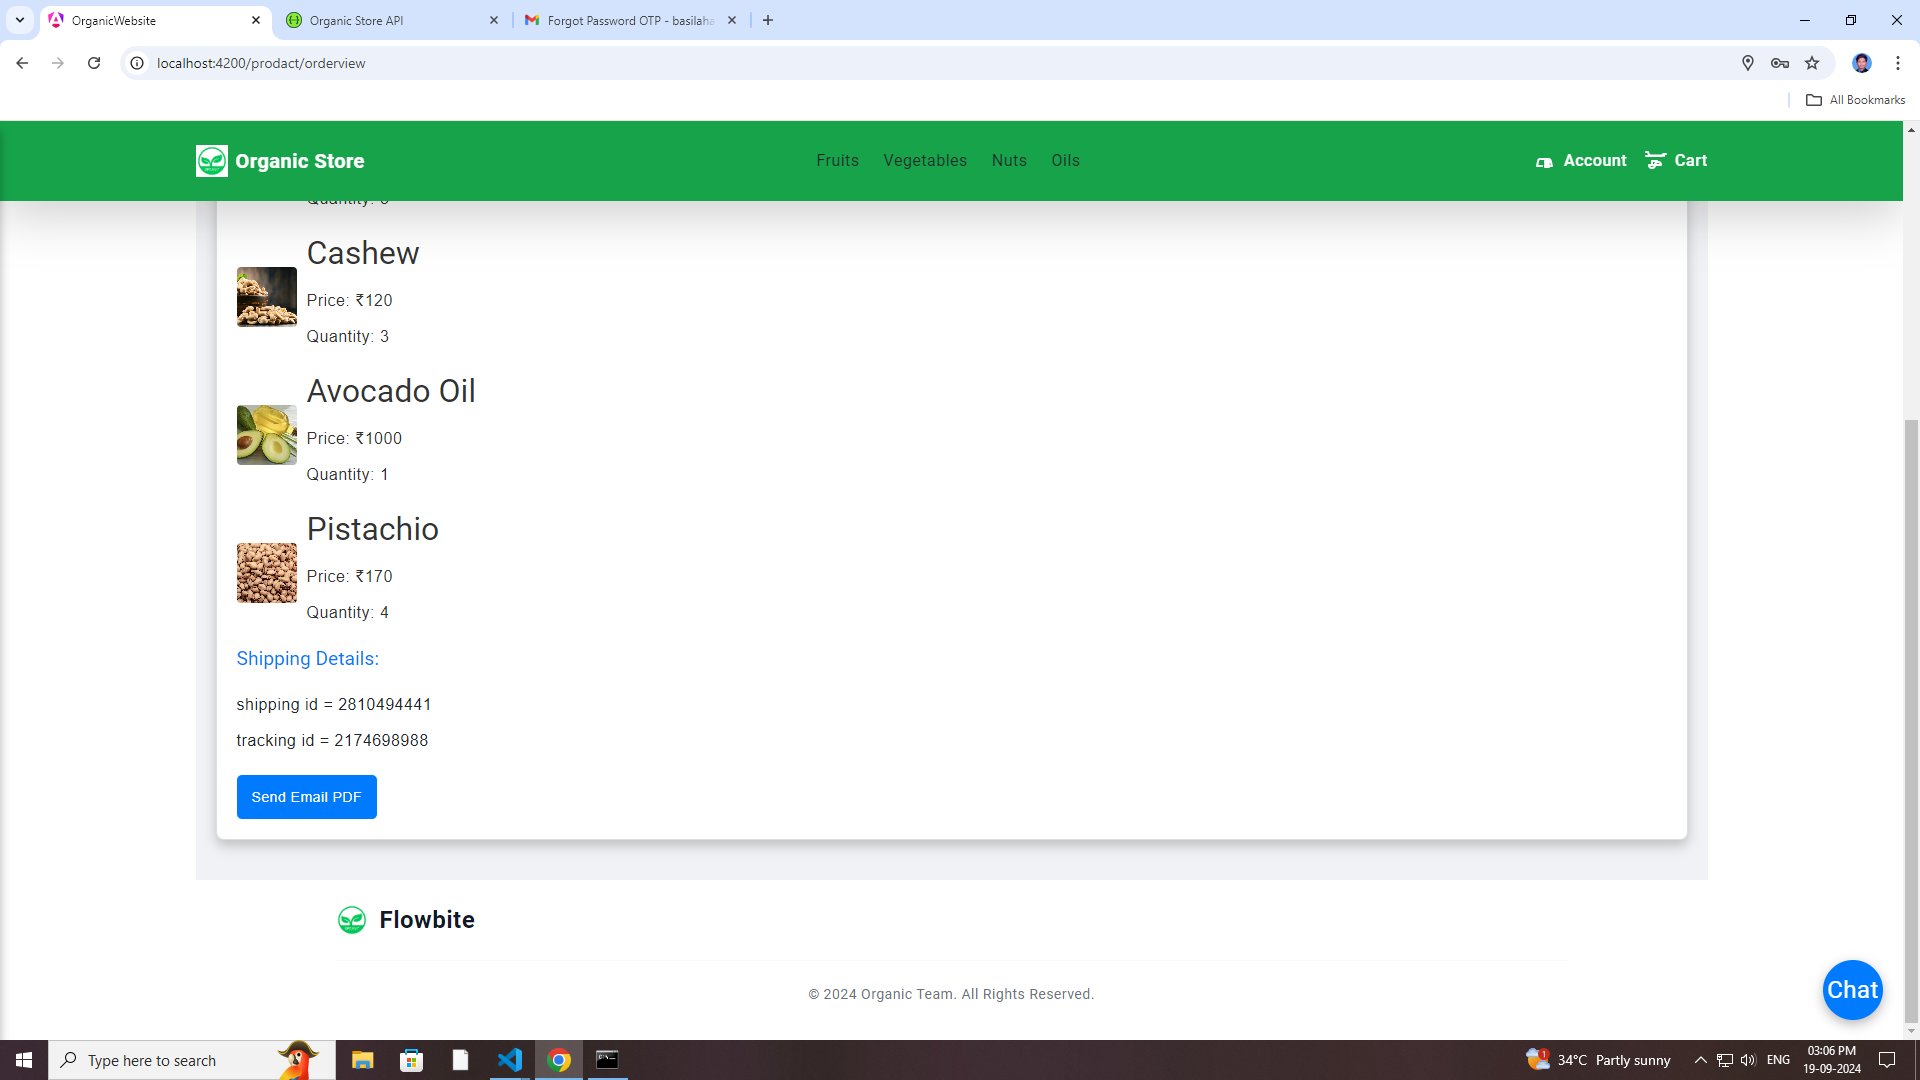 OrganicWebsite
Organic Store API
Forgot Password OTP - basilaha
localhost:4200/prodact/orderview
All Bookmarks
Organic Store
Fruits
Vegetables
Nuts
Oils
Account
Cart
Cashew
Price: ₹120
Quantity: 3
Avocado Oil
Price: ₹1000
Quantity: 1
Pistachio
Price: ₹170
Quantity: 4
Shipping Details:
shipping id = 2810494441
tracking id = 2174698988
Send Email PDF
Flowbite
© 2024 Organic Team. All Rights Reserved.
Chat
Type here to search
1
34°C Partly sunny
ENG
03:06 PM
19-09-2024